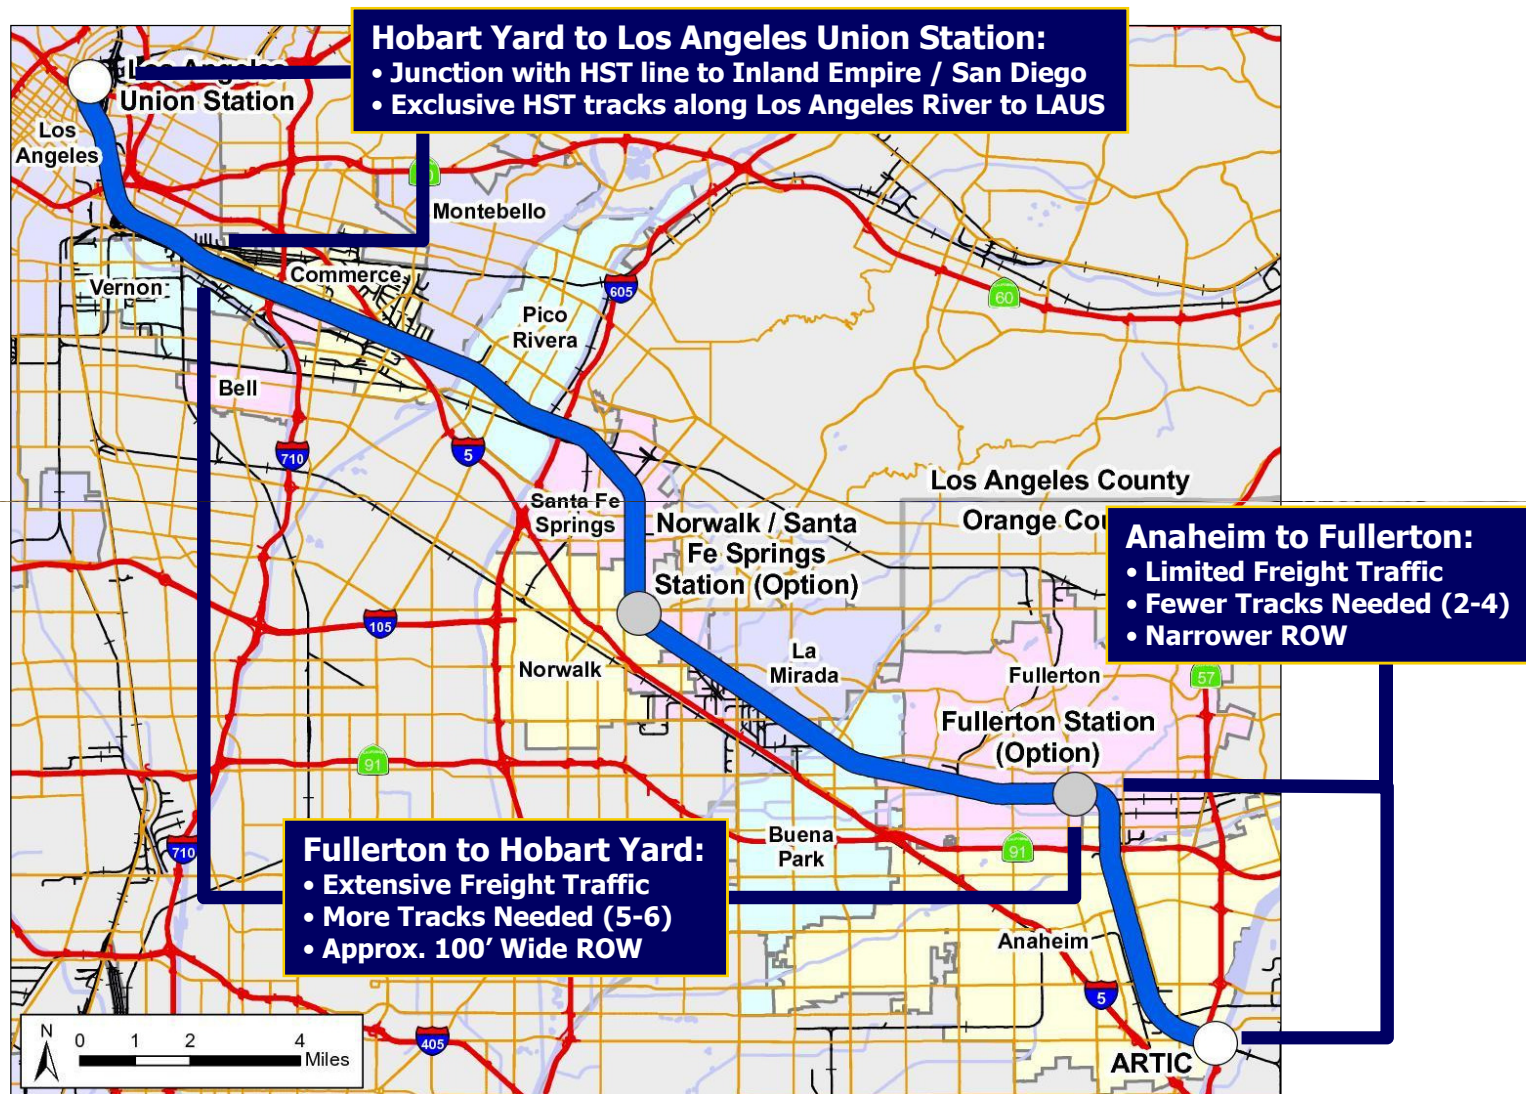 Hobart Yard to Los Angeles Union Station:
• Junction with HST line to Inland Empire / San Diego
• Exclusive HST tracks along Los Angeles River to LAUS
Los Angeles
Union Station
Los
Angeles
Montebello
Commerce
Vernon
605
60
Pico
Rivera
Bell
710
5
Los Angeles County
Orange Cou
Santa Fe
Springs
Norwalk / Santa
Fe Springs
Station (Option)
Anaheim to Fullerton:
• Limited Freight Traffic
• Fewer Tracks Needed (2-4)
• Narrower ROW
105
La
Mirada
Norwalk
Fullerton
57
Fullerton Station
(Option)
91
Buena
Park
91
710
Fullerton to Hobart Yard:
• Extensive Freight Traffic
• More Tracks Needed (5-6)
• Approx. 100’ Wide ROW
Anaheim
5
405
ARTIC
N
0 1 2 4
Miles